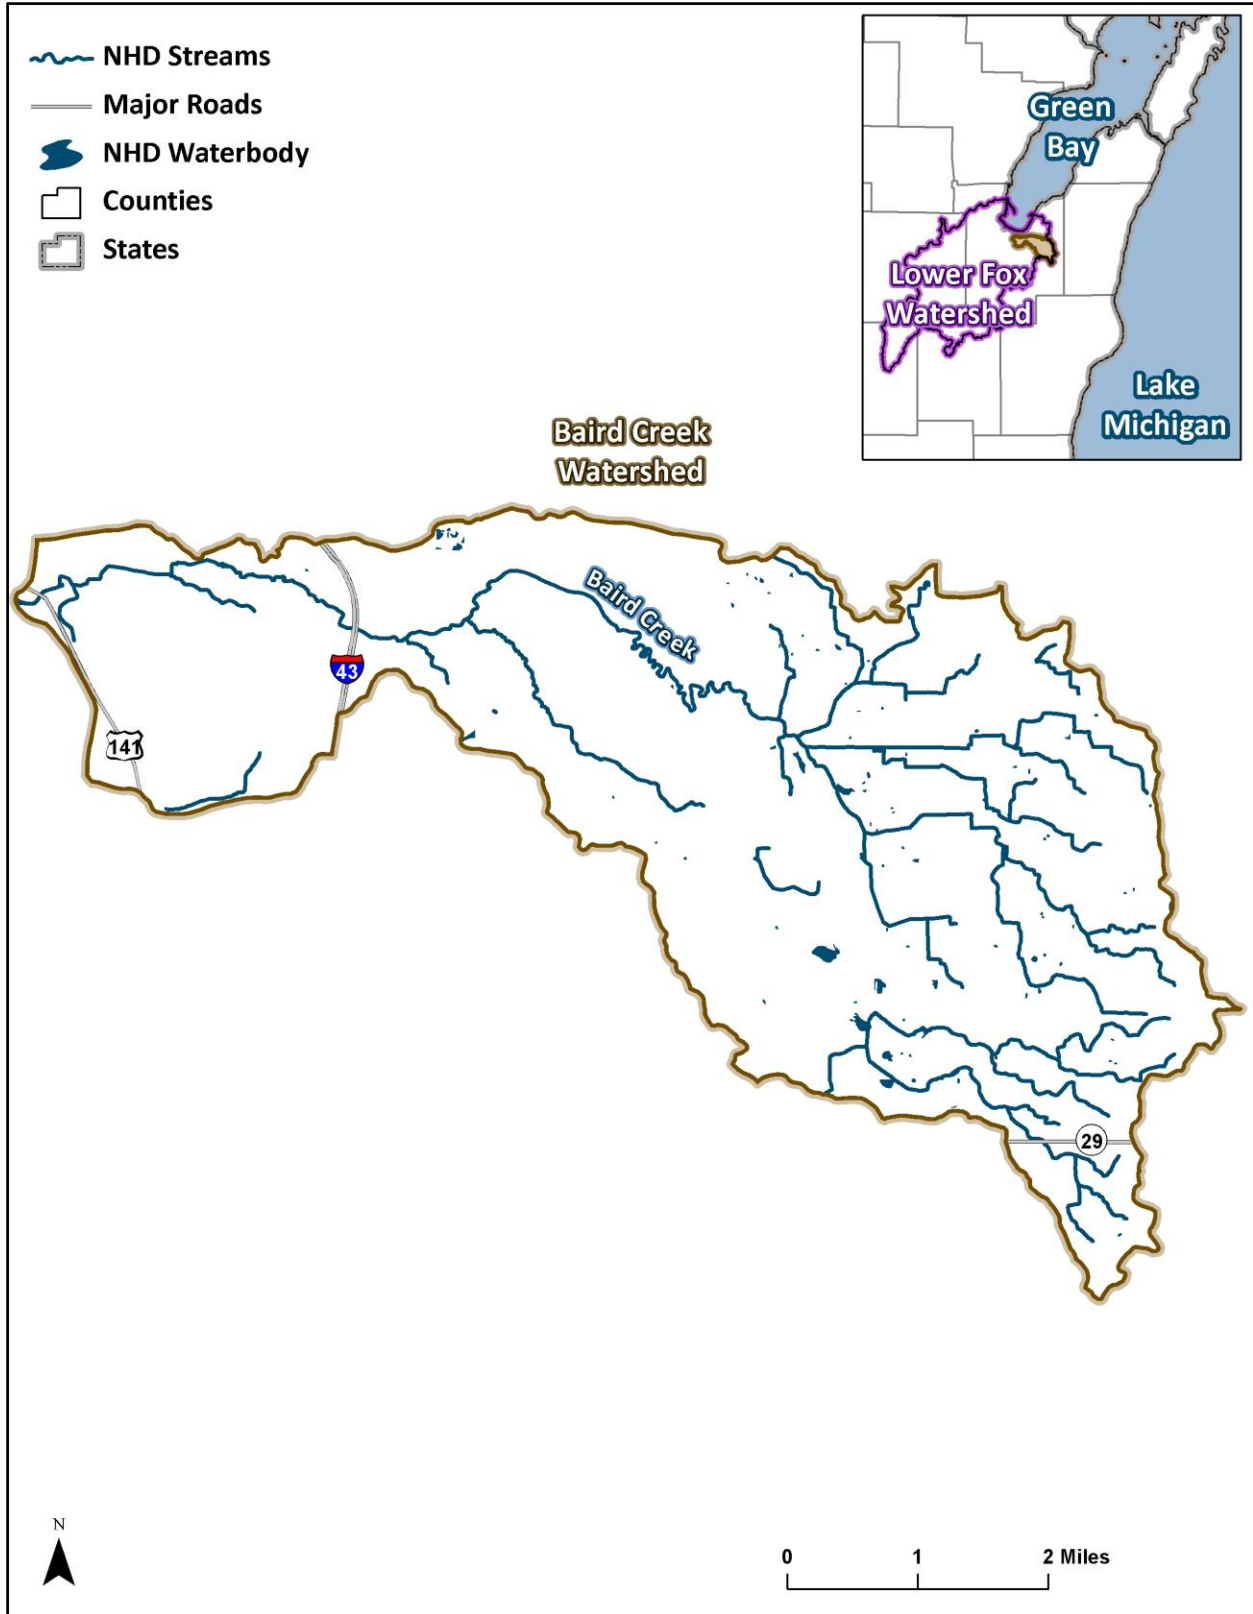 NHD Streams
Major Roads
NHD Waterbody
Counties
States
Green
Bay
Lower Fox
Watershed
Lake
Michigan
Baird Creek
Watershed
Baird Creek
43
141
29
N
0 1 2 Miles